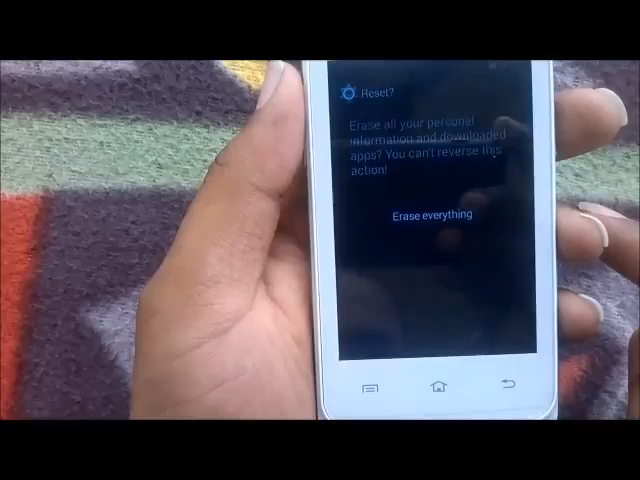 Reset?
Erase all your personal
information and downloaded
apps? You can't reverse this
action!
Erase everything